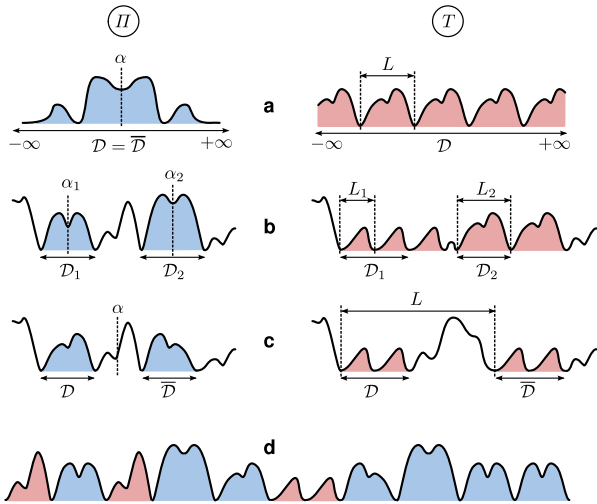 Π T
α L
a
−∞ 𝒟 = 𝒟̅ +∞ −∞ 𝒟 +∞
α₁ α₂ L₁ L₂
b
𝒟₁ 𝒟₂ 𝒟₁ 𝒟₂
α L
c
𝒟 𝒟̅ 𝒟 𝒟̅
d